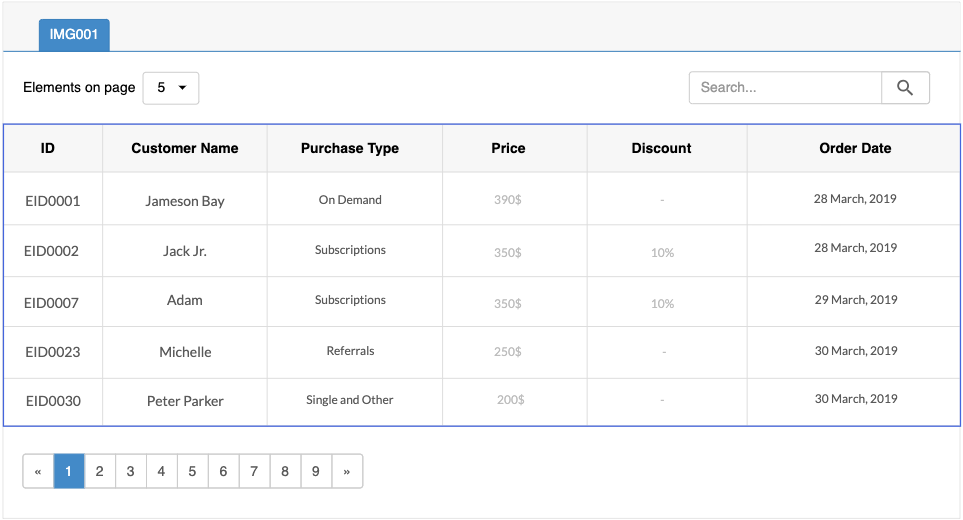 IMG001
Elements on page 5 Search...
ID Customer Name Purchase Type Price Discount Order Date
EID0001 Jameson Bay On Demand 390$ - 28 March, 2019
EID0002 Jack Jr. Subscriptions 350$ 10% 28 March, 2019
EID0007 Adam Subscriptions 350$ 10% 29 March, 2019
EID0023 Michelle Referrals 250$ - 30 March, 2019
EID0030 Peter Parker Single and Other 200$ - 30 March, 2019
« 1 2 3 4 5 6 7 8 9 »